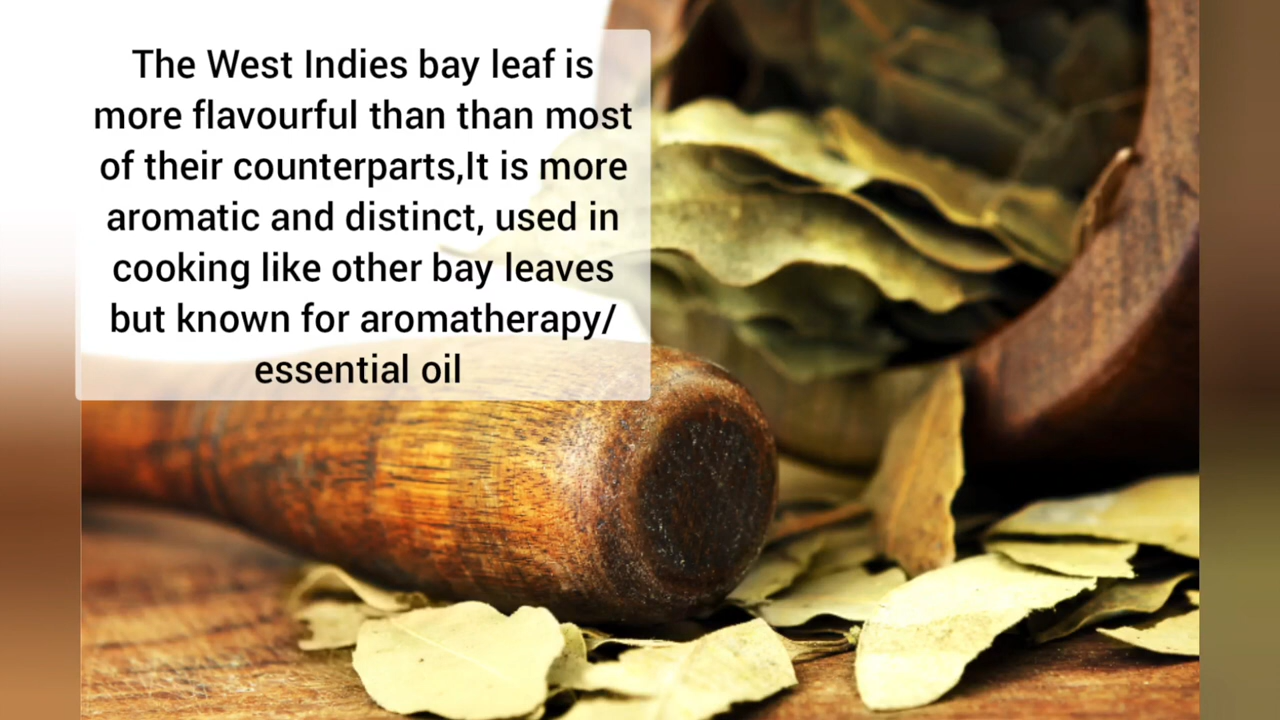 The West Indies bay leaf is
more flavourful than than most
of their counterparts,It is more
aromatic and distinct, used in
cooking like other bay leaves
but known for aromatherapy/
essential oil